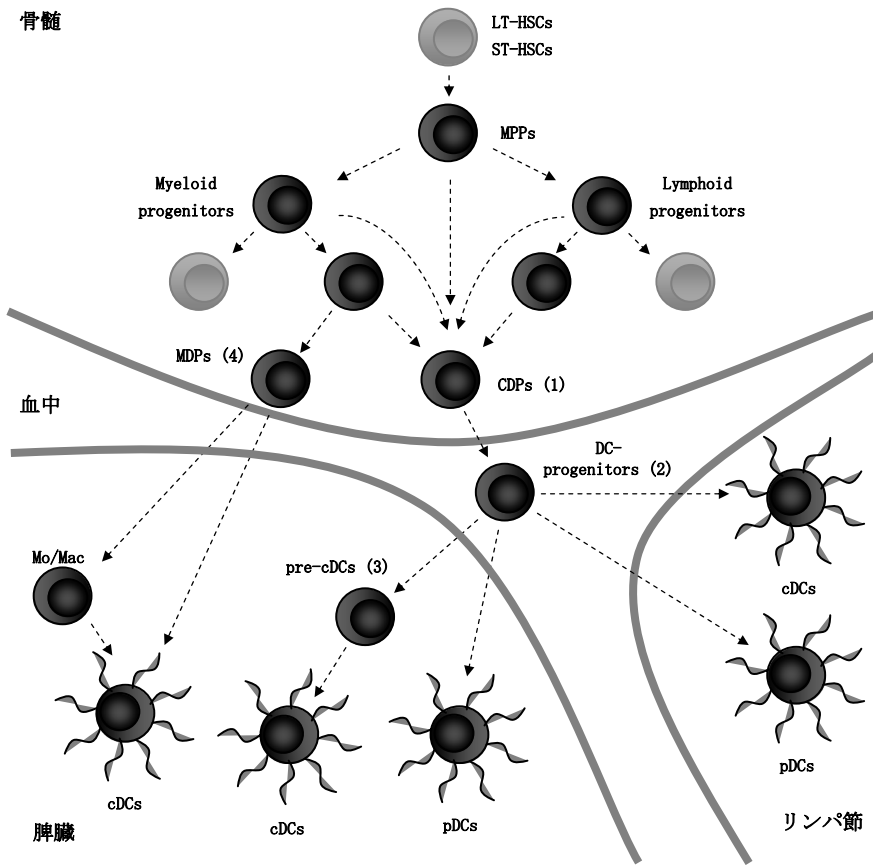 骨髄
LT-HSCs
ST-HSCs
MPPs
Myeloid
progenitors
Lymphoid
progenitors
MDPs (4)
CDPs (1)
血中
DC-
progenitors (2)
Mo/Mac
pre-cDCs (3)
cDCs
pDCs
cDCs
cDCs
pDCs
脾臓
リンパ節